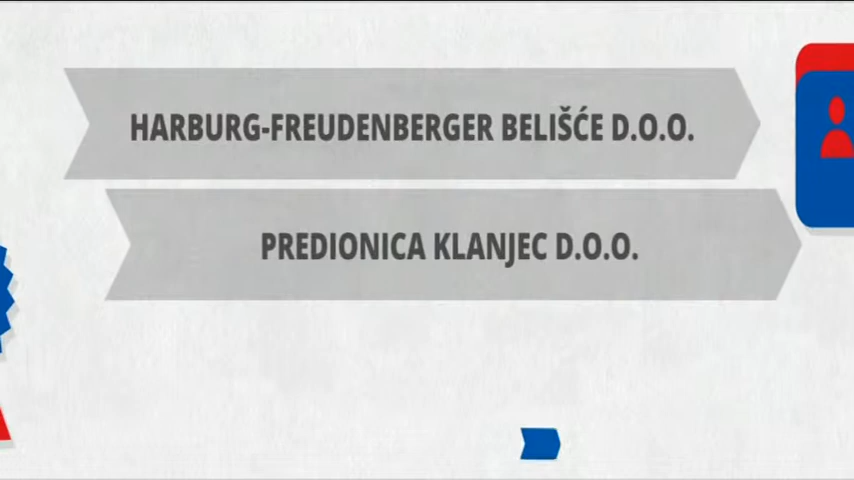 HARBURG-FREUDENBERGER BELIŠĆE D.O.O.
PREDIONICA KLANJEC D.O.O.